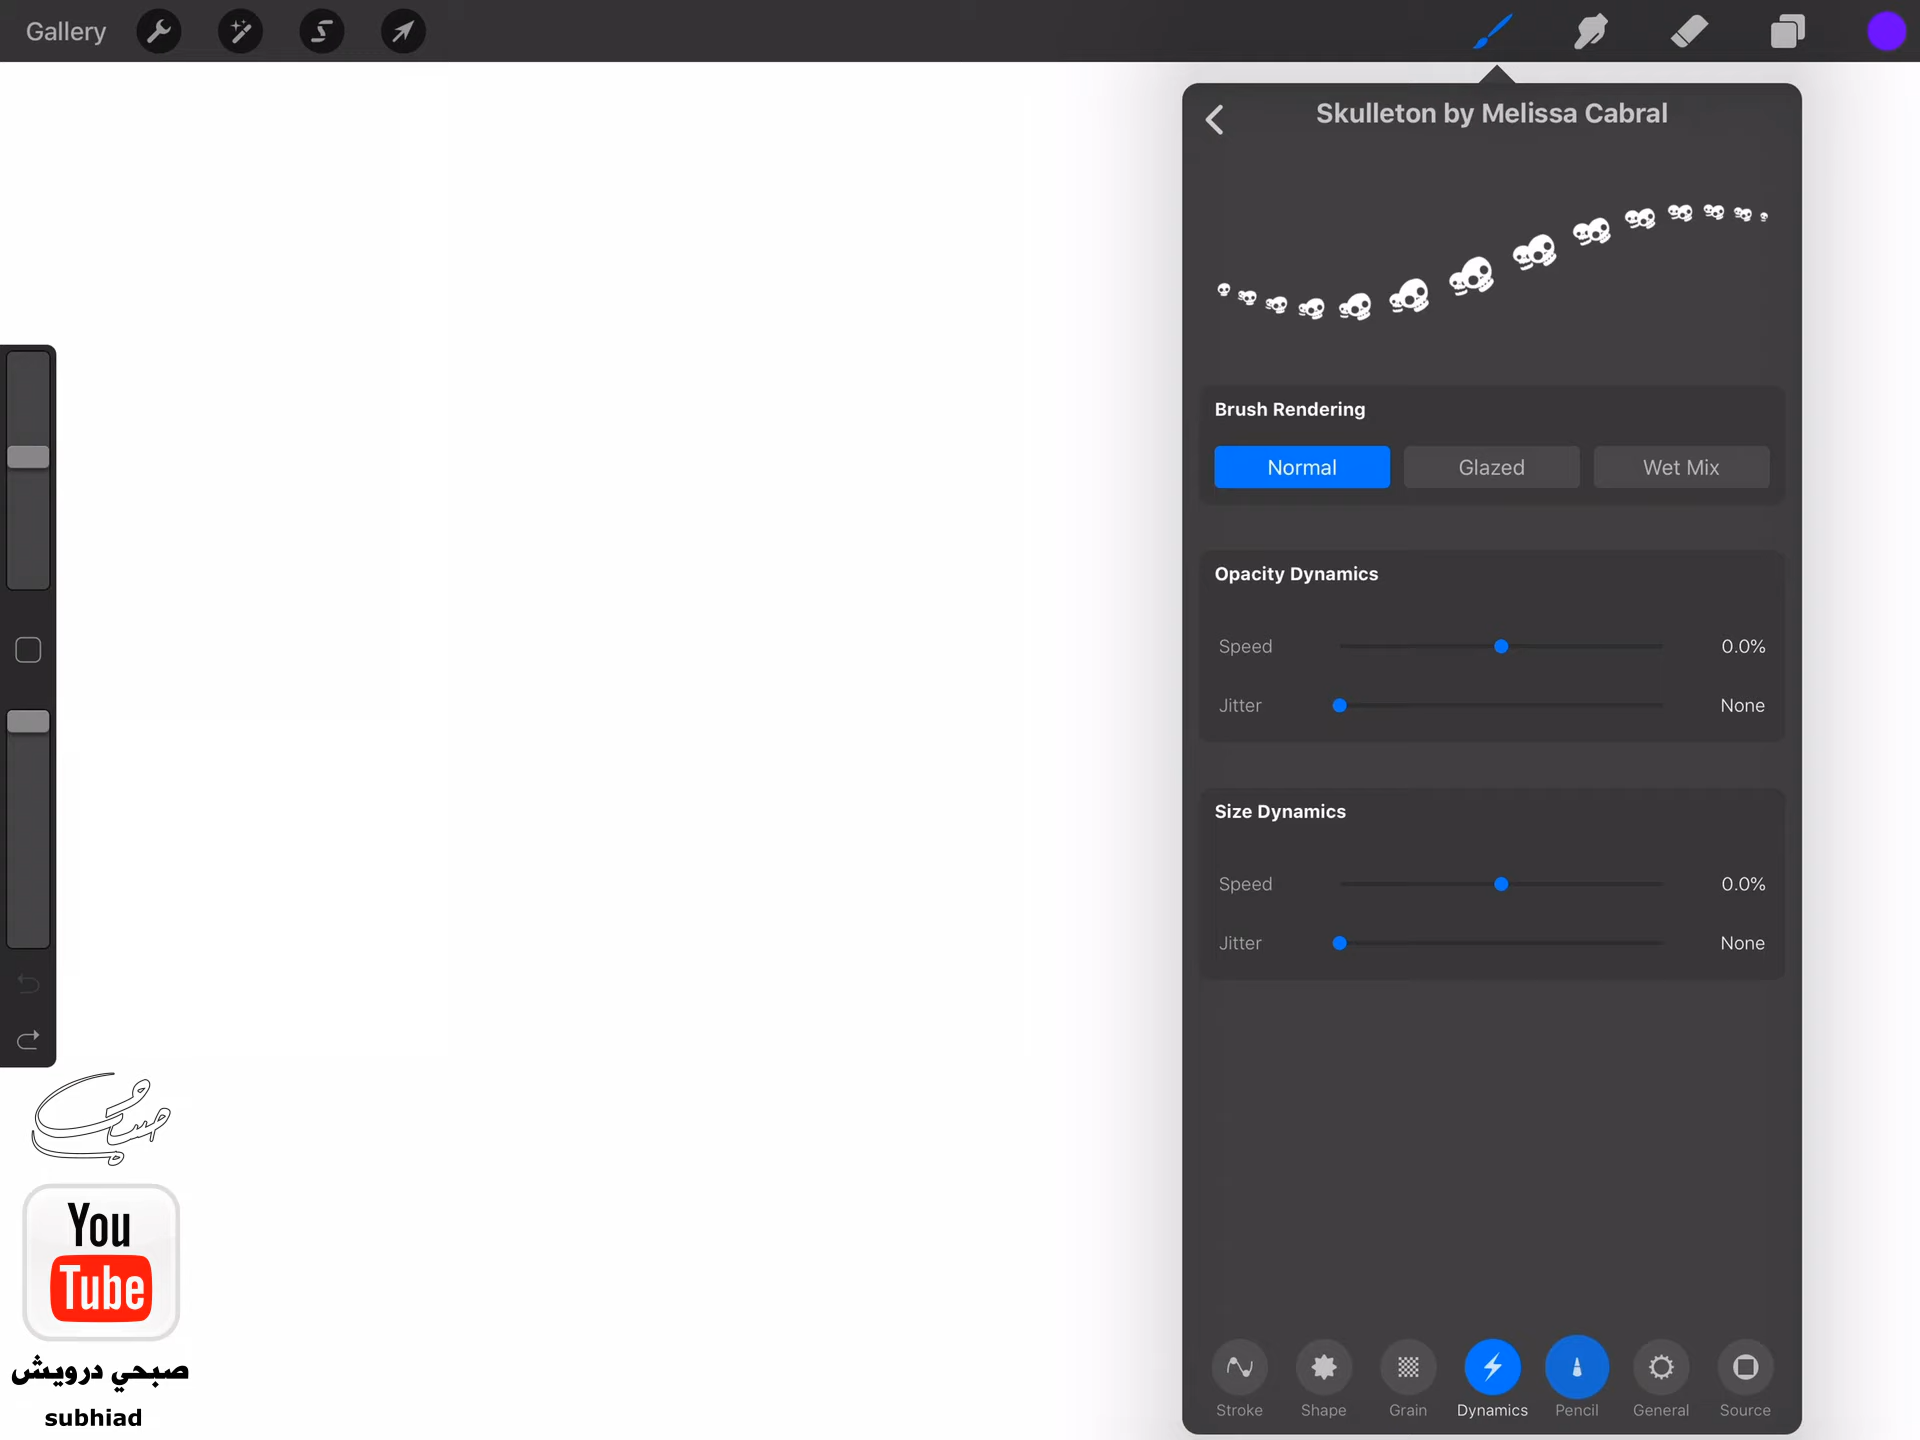 Gallery
Skulleton by Melissa Cabral
Brush Rendering
Normal Glazed Wet Mix
Opacity Dynamics
Speed 0.0%
Jitter None
Size Dynamics
Speed 0.0%
Jitter None
Stroke Shape Grain Dynamics Pencil General Source
You
Tube
صبحي درويش
subhiad